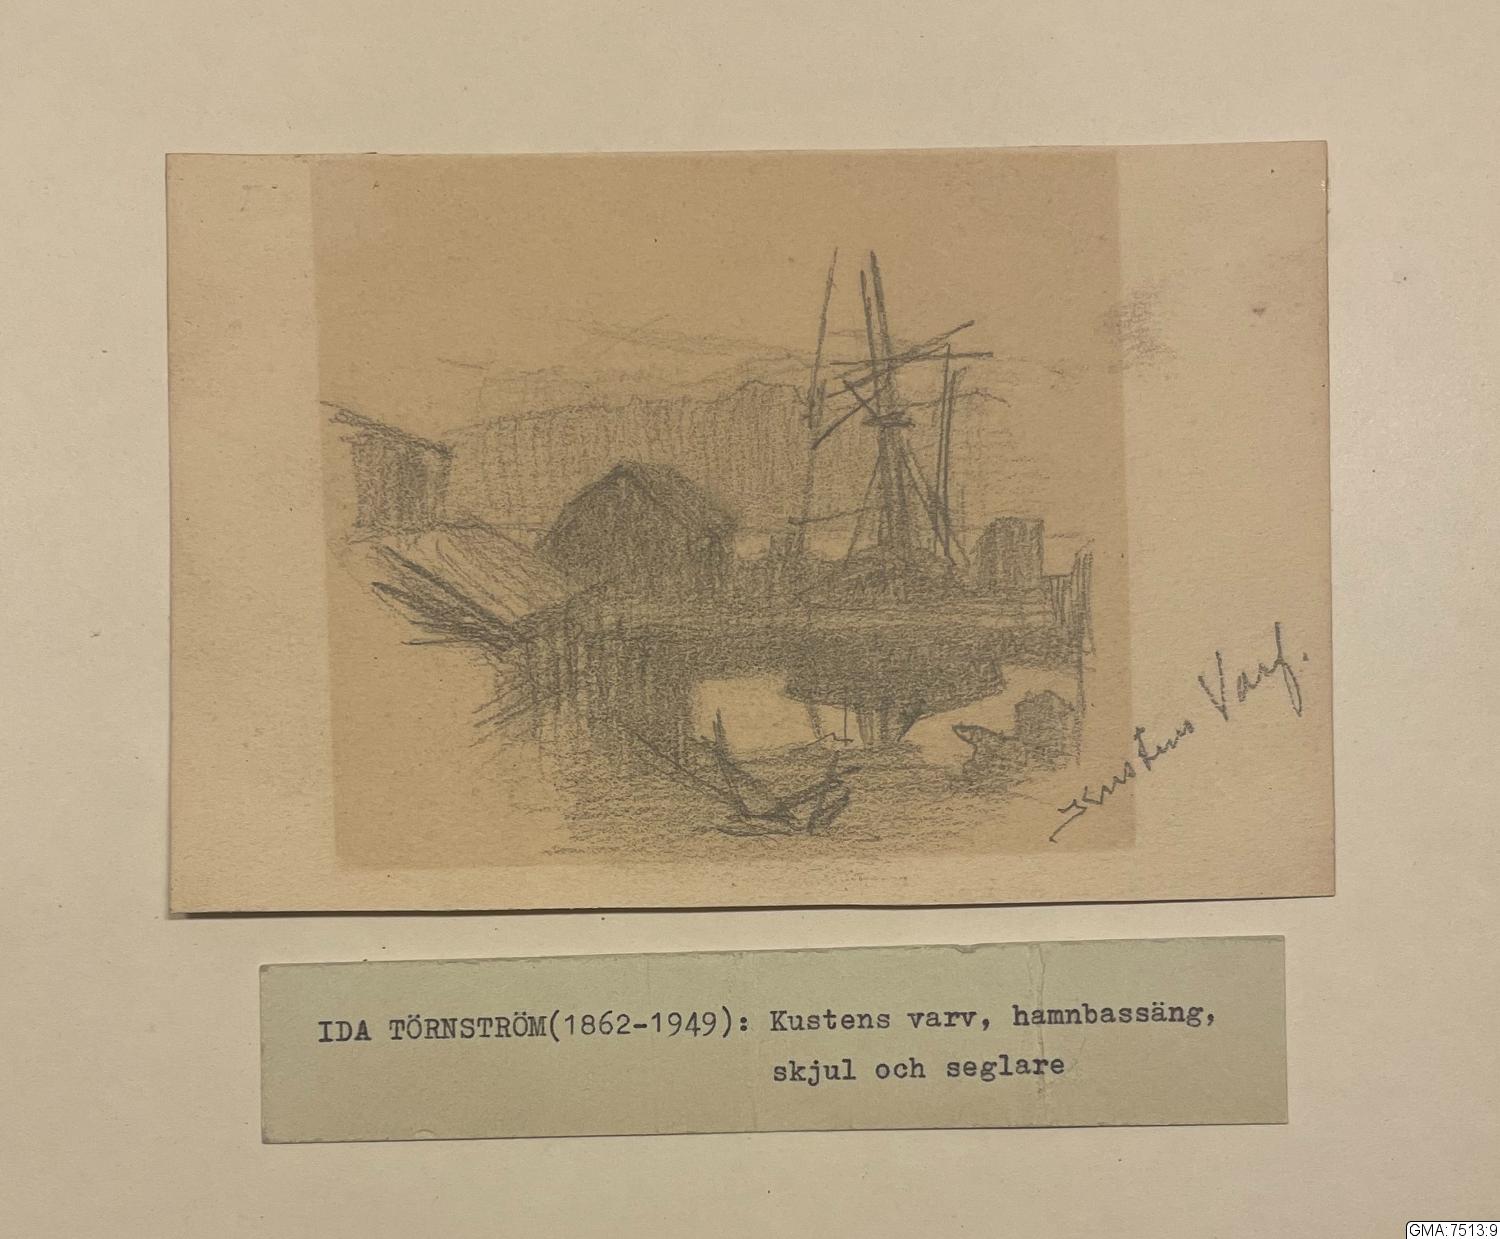 Kustens Varf.
IDA TÖRNSTRÖM(1862-1949): Kustens varv, hamnbassäng,
skjul och seglare
GMA:7513:9